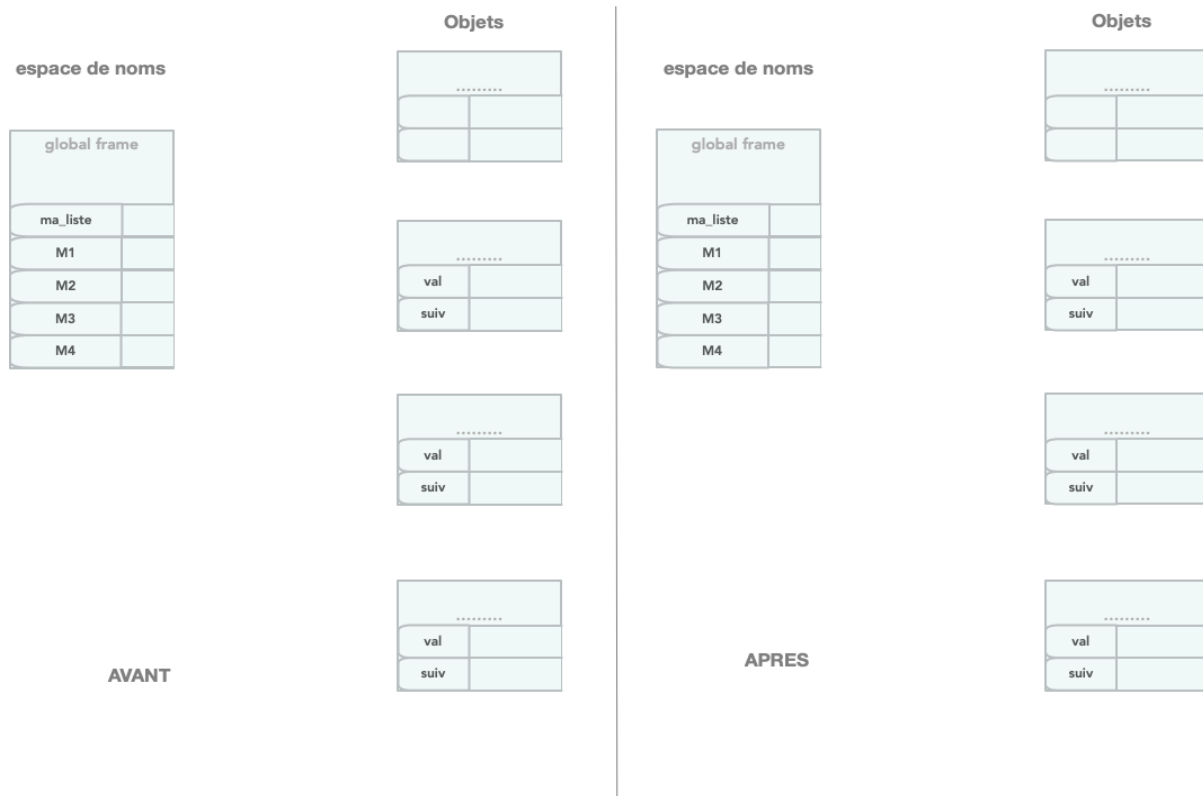 Objets
espace de noms
.........
global frame
ma_liste
M1
M2
M3
M4
.........
val
suiv
.........
val
suiv
.........
val
suiv
AVANT
Objets
espace de noms
.........
global frame
ma_liste
M1
M2
M3
M4
.........
val
suiv
.........
val
suiv
.........
val
suiv
APRES